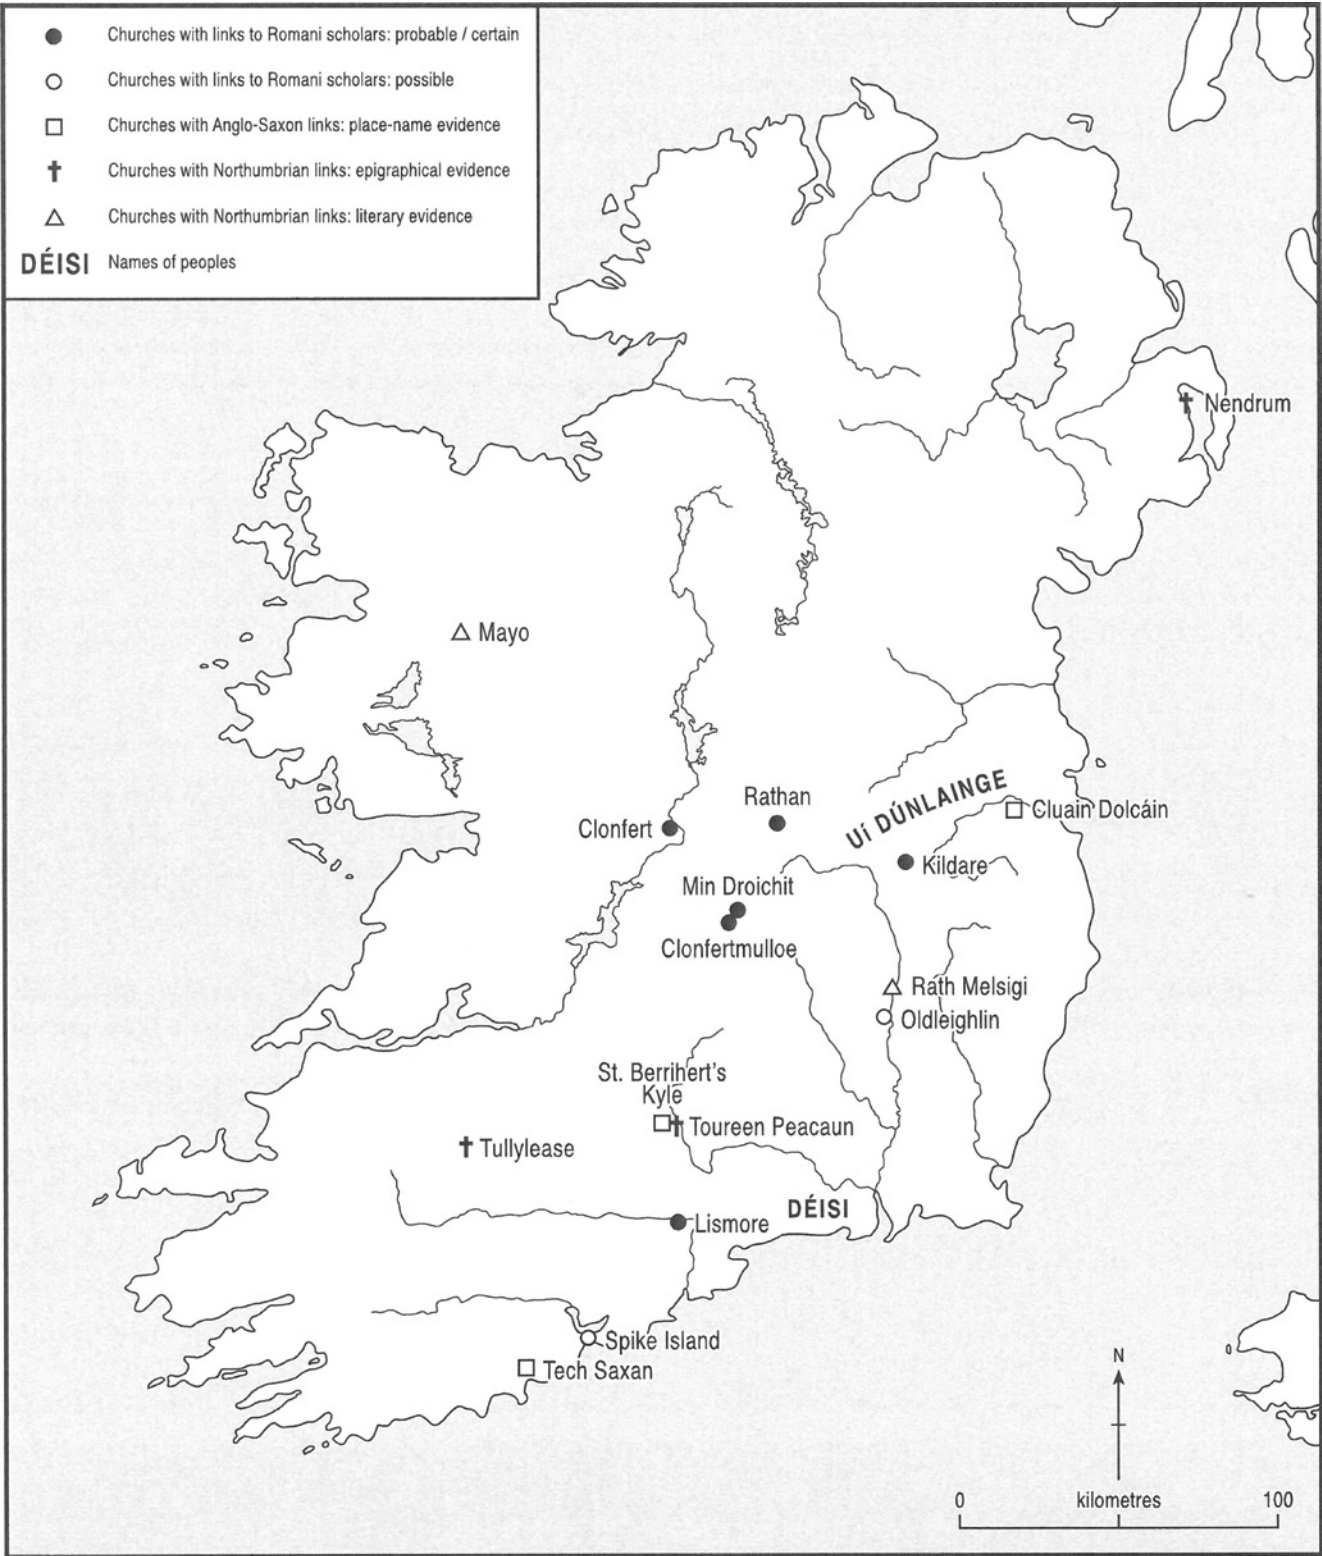 Churches with links to Romani scholars: probable / certain
Churches with links to Romani scholars: possible
Churches with Anglo-Saxon links: place-name evidence
Churches with Northumbrian links: epigraphical evidence
Churches with Northumbrian links: literary evidence
DÉISI Names of peoples
Nendrum
Mayo
Rathan
UÍ DÚNLAINGE
Cluain Dolcáin
Clonfert
Kildare
Min Droichit
Clonfertmulloe
Rath Melsigi
Oldleighlin
St. Berrihert's
Kyle
Toureen Peacaun
Tullylease
DÉISI
Lismore
Spike Island
Tech Saxan
N
0 kilometres 100